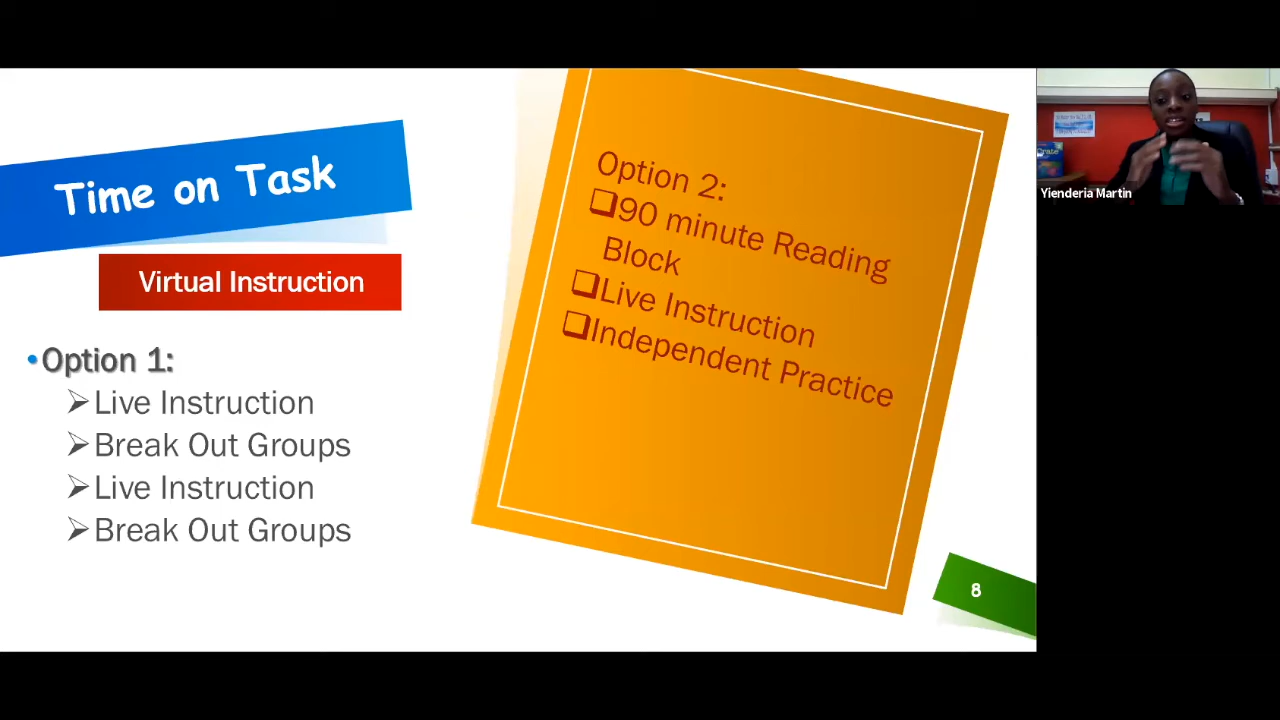 Time on Task
Virtual Instruction
•Option 1:
➢Live Instruction
➢Break Out Groups
➢Live Instruction
➢Break Out Groups
Option 2:
❑90 minute Reading
Block
❑Live Instruction
❑Independent Practice
8
Yienderia Martin